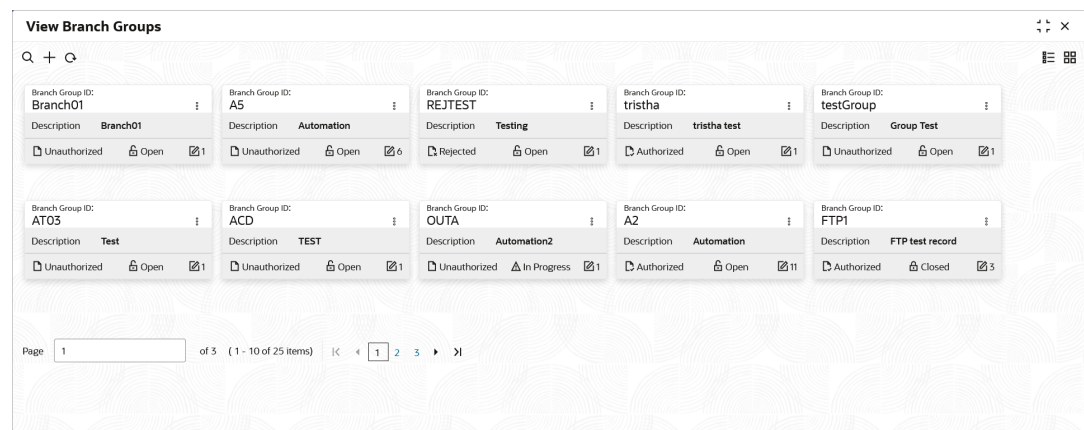 View Branch Groups
Branch Group ID: Branch Group ID: Branch Group ID: Branch Group ID: Branch Group ID:
Branch01 A5 REJTEST tristha testGroup
Description Branch01 Description Automation Description Testing Description tristha test Description Group Test
Unauthorized Open 1 Unauthorized Open 6 Rejected Open 1 Authorized Open 1 Unauthorized Open 1
Branch Group ID: Branch Group ID: Branch Group ID: Branch Group ID: Branch Group ID:
AT03 ACD OUTA A2 FTP1
Description Test Description TEST Description Automation2 Description Automation Description FTP test record
Unauthorized Open 1 Unauthorized Open 1 Unauthorized In Progress 1 Authorized Open 11 Authorized Closed 3
Page 1 of 3 (1 - 10 of 25 items) 1 2 3